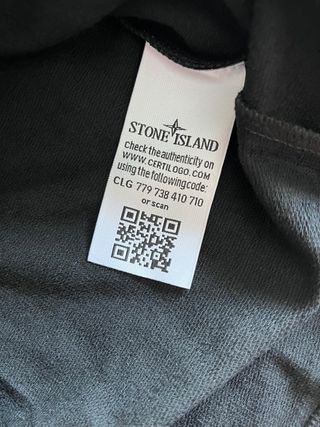 STONE ISLAND
check the authenticity on
WWW.CERTILOGO.COM
using the following code:
CLG 779 738 410 710
or scan